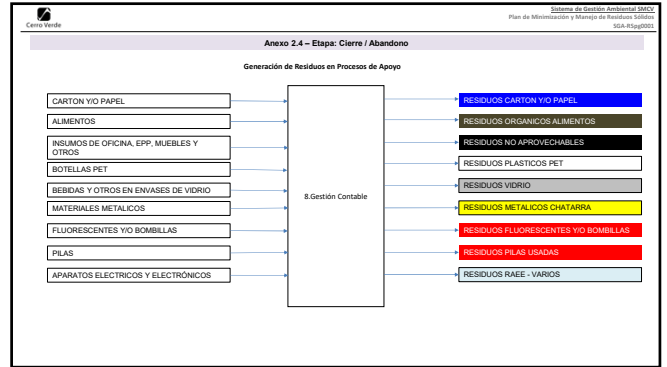 Cerro Verde
Sistema de Gestión Ambiental SMCV
Plan de Minimización y Manejo de Residuos Sólidos
SGA-RSpg0001
Anexo 2.4 – Etapa: Cierre / Abandono
Generación de Residuos en Procesos de Apoyo
CARTON Y/O PAPEL
ALIMENTOS
INSUMOS DE OFICINA, EPP, MUEBLES Y
OTROS
BOTELLAS PET
BEBIDAS Y OTROS EN ENVASES DE VIDRIO
MATERIALES METALICOS
FLUORESCENTES Y/O BOMBILLAS
PILAS
APARATOS ELECTRICOS Y ELECTRÓNICOS
8.Gestión Contable
RESIDUOS CARTON Y/O PAPEL
RESIDUOS ORGANICOS ALIMENTOS
RESIDUOS NO APROVECHABLES
RESIDUOS PLASTICOS PET
RESIDUOS VIDRIO
RESIDUOS METALICOS CHATARRA
RESIDUOS FLUORESCENTES Y/O BOMBILLAS
RESIDUOS PILAS USADAS
RESIDUOS RAEE - VARIOS